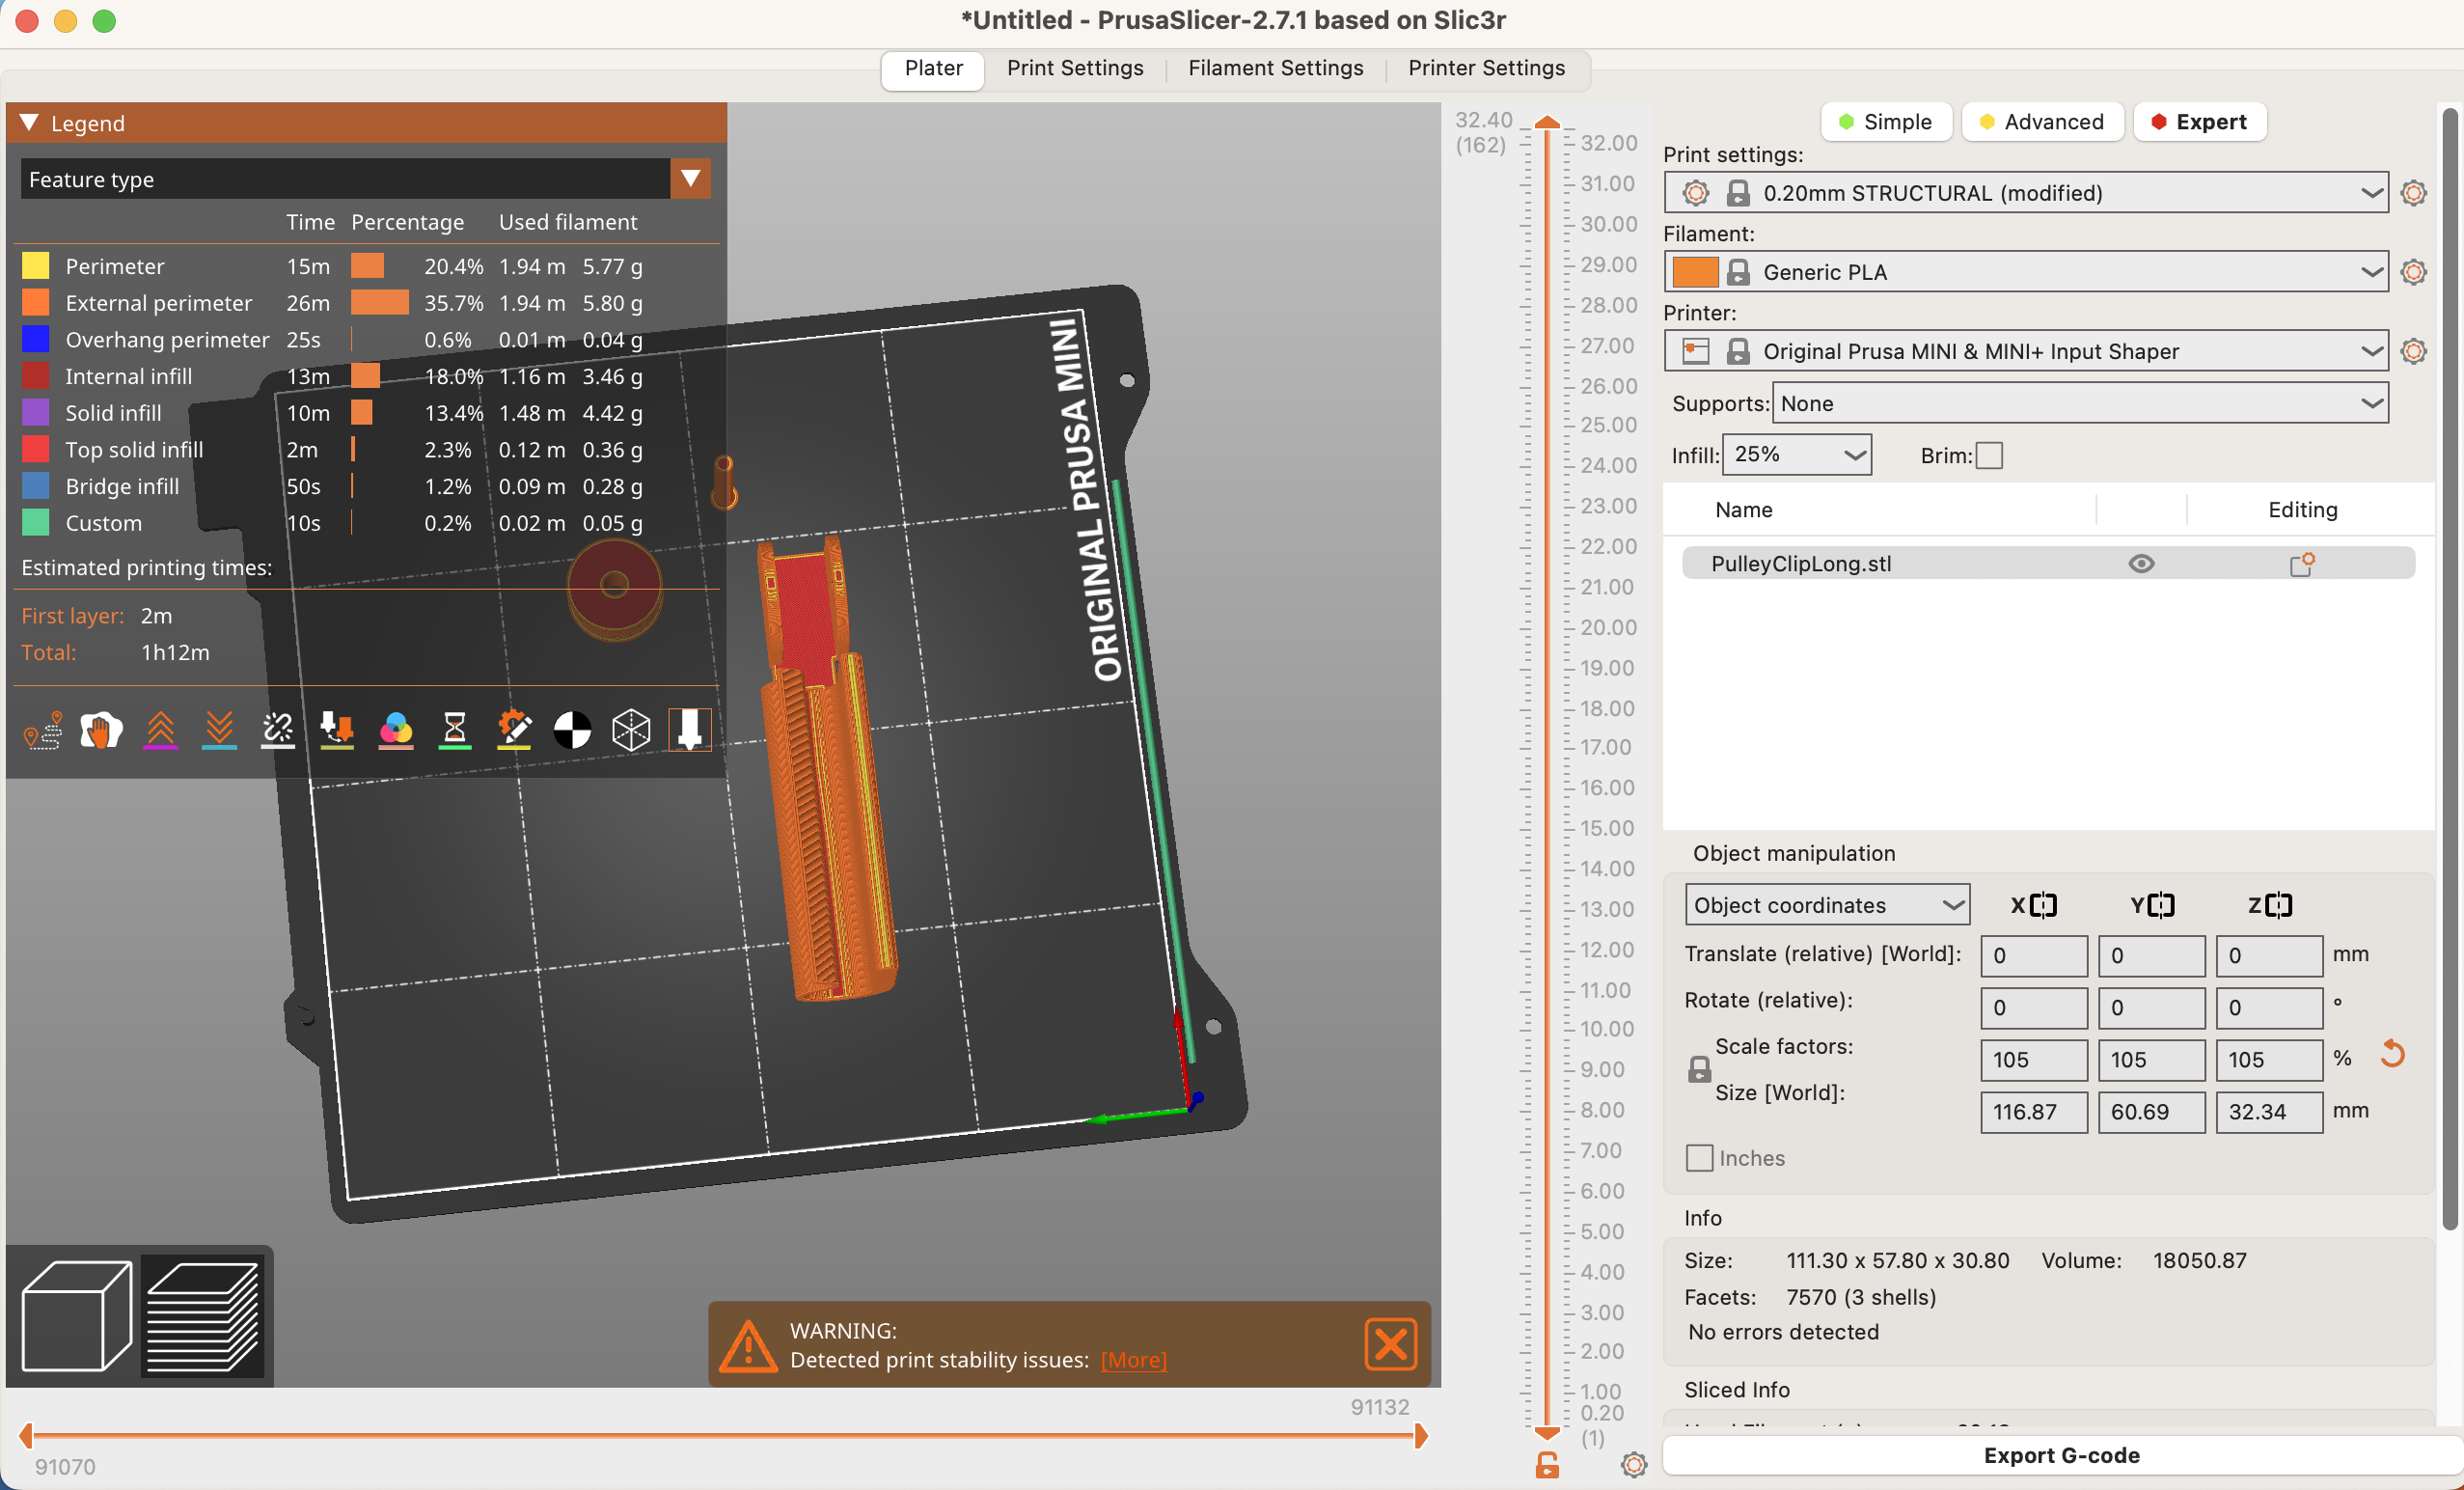 *Untitled - PrusaSlicer-2.7.1 based on Slic3r
Plater Print Settings Filament Settings Printer Settings
Legend
Feature type
Time Percentage Used filament
Perimeter 15m 20.4% 1.94 m 5.77 g
External perimeter 26m 35.7% 1.94 m 5.80 g
Overhang perimeter 25s 0.6% 0.01 m 0.04 g
Internal infill 13m 18.0% 1.16 m 3.46 g
Solid infill 10m 13.4% 1.48 m 4.42 g
Top solid infill 2m 2.3% 0.12 m 0.36 g
Bridge infill 50s 1.2% 0.09 m 0.28 g
Custom 10s 0.2% 0.02 m 0.05 g
Estimated printing times:
First layer: 2m
Total: 1h12m
ORIGINAL PRUSA MINI
WARNING:
Detected print stability issues: [More]
91132
91070
32.40
(162)
32.00
31.00
30.00
29.00
28.00
27.00
26.00
25.00
24.00
23.00
22.00
21.00
20.00
19.00
18.00
17.00
16.00
15.00
14.00
13.00
12.00
11.00
10.00
9.00
8.00
7.00
6.00
5.00
4.00
3.00
2.00
1.00
0.20
(1)
Simple Advanced Expert
Print settings:
0.20mm STRUCTURAL (modified)
Filament:
Generic PLA
Printer:
Original Prusa MINI & MINI+ Input Shaper
Supports: None
Infill: 25% Brim:
Name Editing
PulleyClipLong.stl
Object manipulation
Object coordinates X Y Z
Translate (relative) [World]: 0 0 0 mm
Rotate (relative): 0 0 0 °
Scale factors: 105 105 105 %
Size [World]: 116.87 60.69 32.34 mm
Inches
Info
Size: 111.30 x 57.80 x 30.80 Volume: 18050.87
Facets: 7570 (3 shells)
No errors detected
Sliced Info
Export G-code